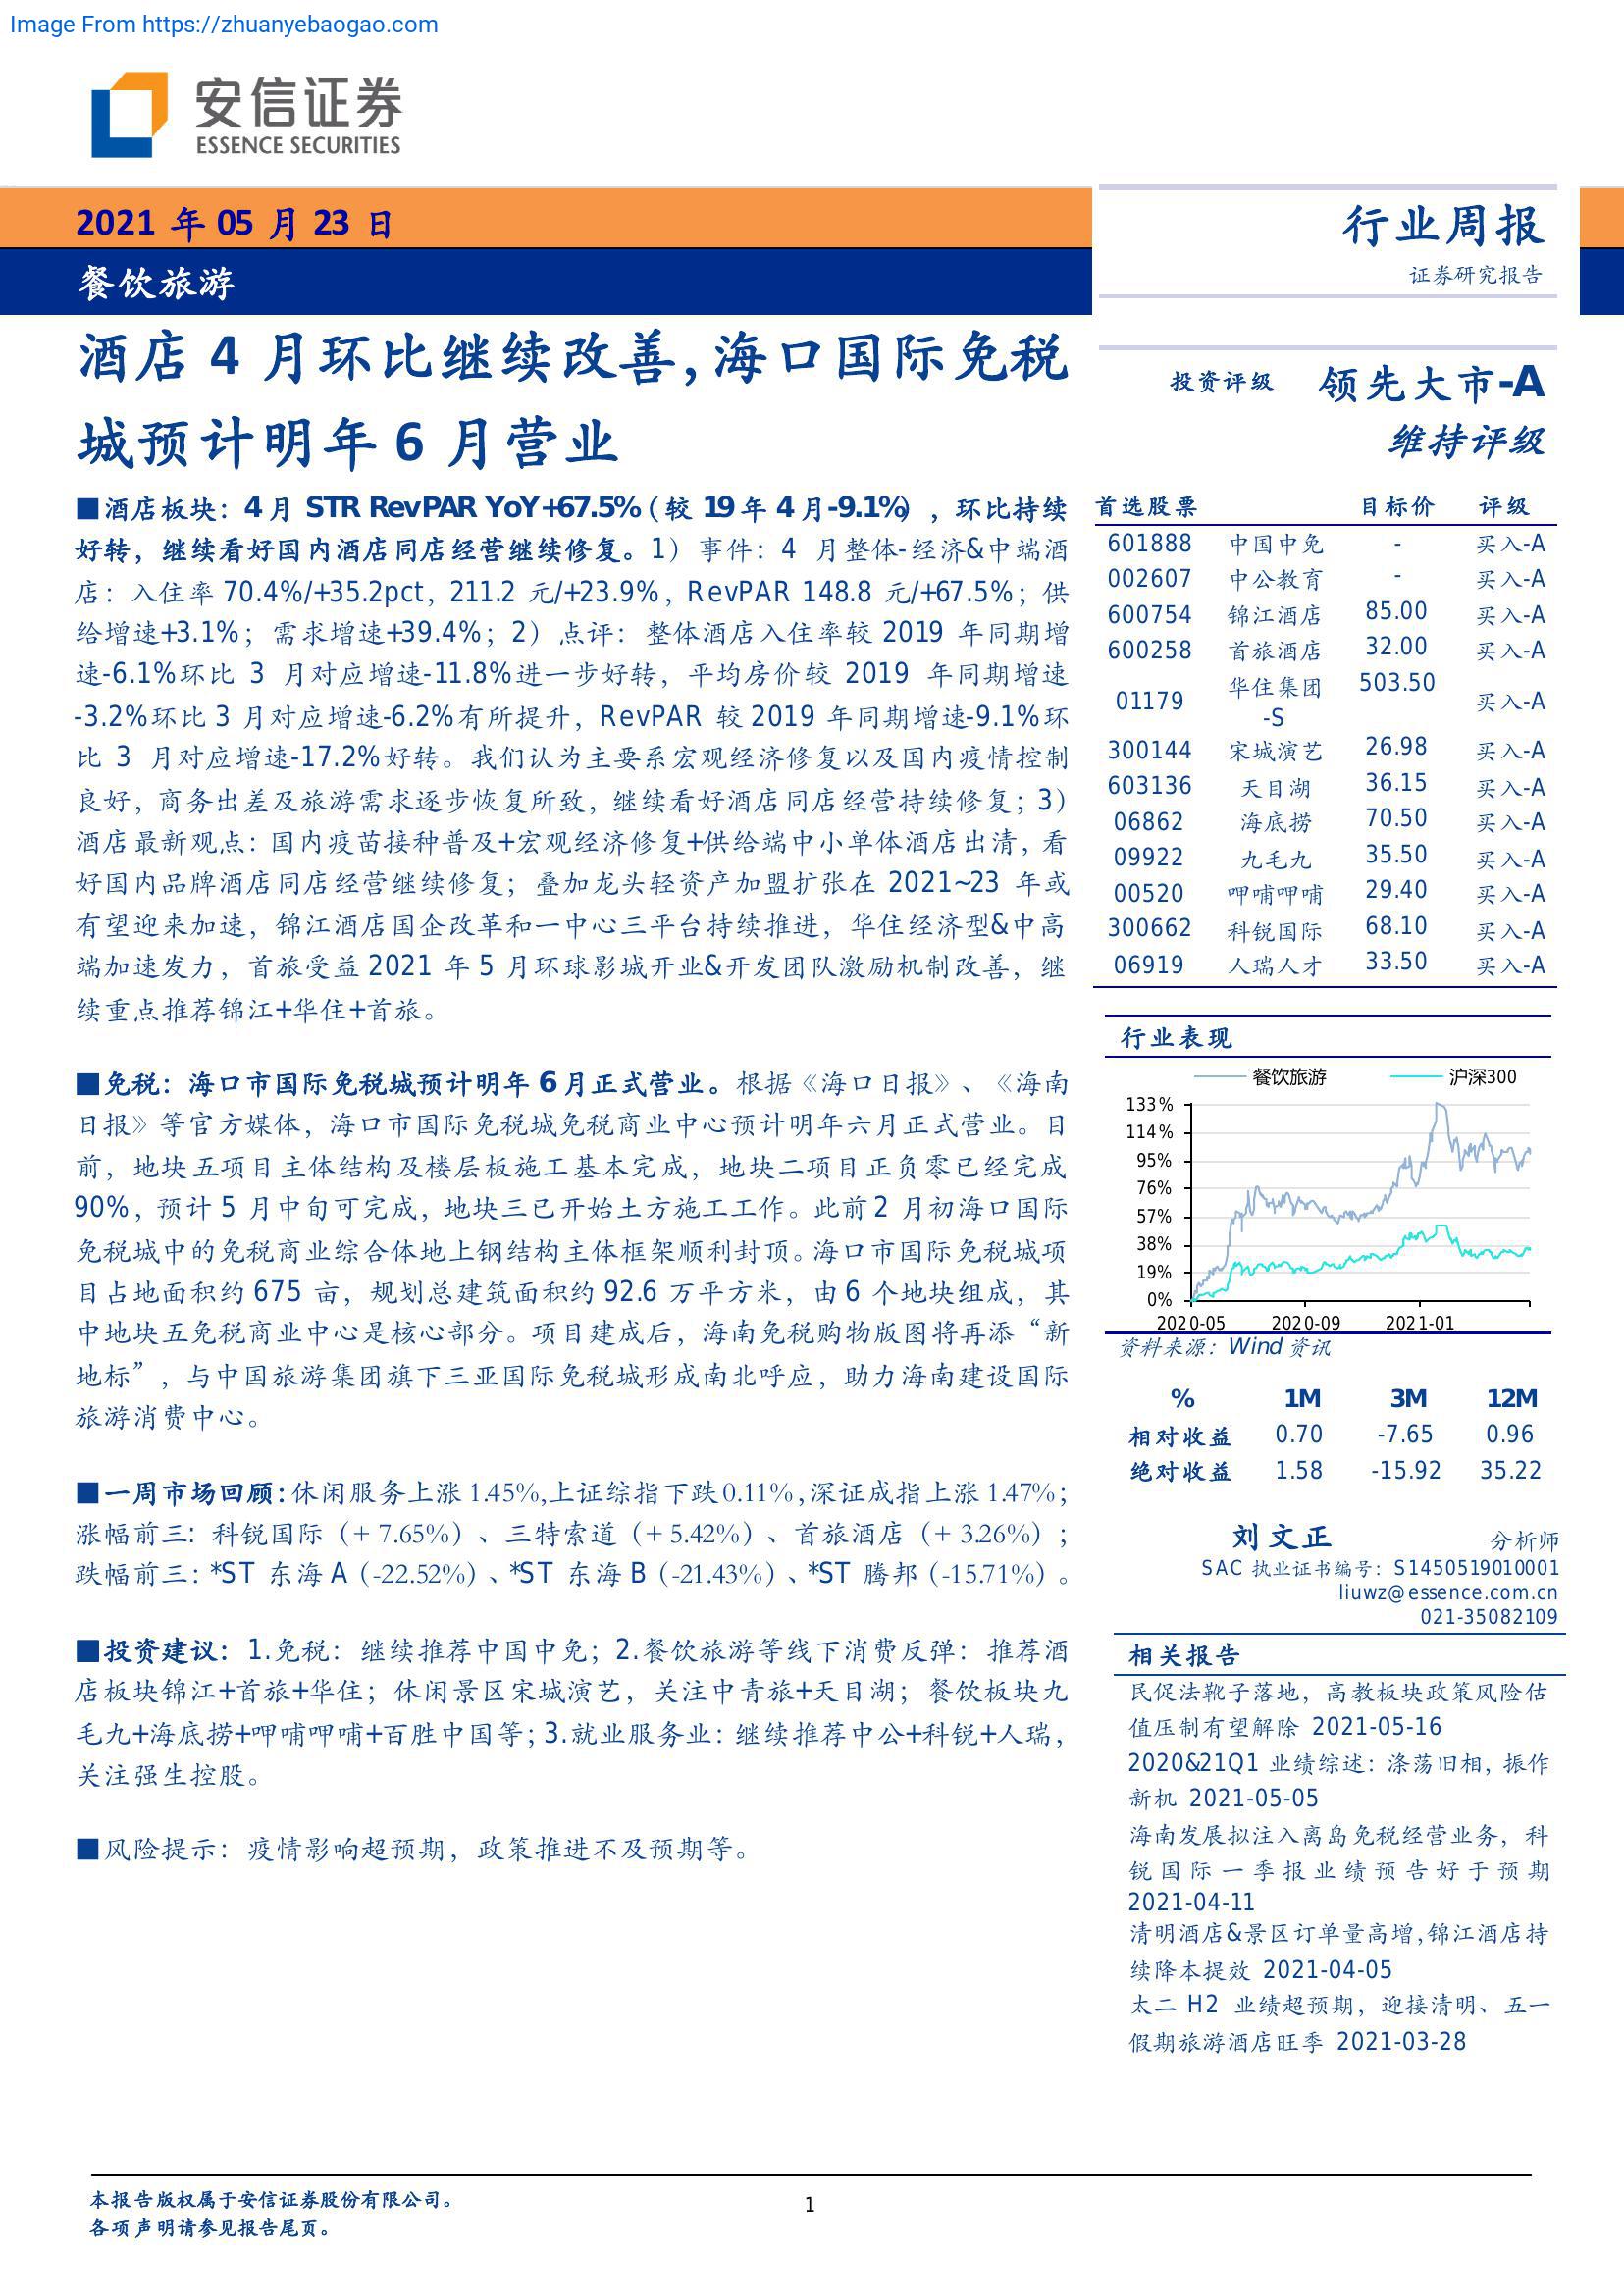 Image From https://zhuanyebaogao.com
安信证券
ESSENCE SECURITIES
2021 年 05 月 23 日
餐饮旅游
行业周报
证券研究报告
酒店 4 月环比继续改善,海口国际免税
城预计明年 6 月营业
■酒店板块：4月 STR RevPAR YoY+67.5%（较 19年 4月-9.1%），环比持续
好转，继续看好国内酒店同店经营继续修复。1）事件：4 月整体-经济&中端酒
店：入住率 70.4%/+35.2pct，211.2 元/+23.9%，RevPAR 148.8 元/+67.5%；供
给增速+3.1%；需求增速+39.4%；2）点评：整体酒店入住率较 2019 年同期增
速-6.1%环比 3 月对应增速-11.8%进一步好转，平均房价较 2019 年同期增速
-3.2%环比 3 月对应增速-6.2%有所提升，RevPAR 较 2019 年同期增速-9.1%环
比 3 月对应增速-17.2%好转。我们认为主要系宏观经济修复以及国内疫情控制
良好，商务出差及旅游需求逐步恢复所致，继续看好酒店同店经营持续修复；3）
酒店最新观点：国内疫苗接种普及+宏观经济修复+供给端中小单体酒店出清，看
好国内品牌酒店同店经营继续修复；叠加龙头轻资产加盟扩张在 2021~23 年或
有望迎来加速，锦江酒店国企改革和一中心三平台持续推进，华住经济型&中高
端加速发力，首旅受益 2021 年 5 月环球影城开业&开发团队激励机制改善，继
续重点推荐锦江+华住+首旅。
■免税：海口市国际免税城预计明年 6月正式营业。根据《海口日报》、《海南
日报》等官方媒体，海口市国际免税城免税商业中心预计明年六月正式营业。目
前，地块五项目主体结构及楼层板施工基本完成，地块二项目正负零已经完成
90%，预计 5 月中旬可完成，地块三已开始土方施工工作。此前 2 月初海口国际
免税城中的免税商业综合体地上钢结构主体框架顺利封顶。海口市国际免税城项
目占地面积约 675 亩，规划总建筑面积约 92.6 万平方米，由 6 个地块组成，其
中地块五免税商业中心是核心部分。项目建成后，海南免税购物版图将再添“新
地标”，与中国旅游集团旗下三亚国际免税城形成南北呼应，助力海南建设国际
旅游消费中心。
■一周市场回顾:休闲服务上涨 1.45%,上证综指下跌 0.11%,深证成指上涨 1.47%；
涨幅前三：科锐国际（+ 7.65%）、三特索道（+ 5.42%）、首旅酒店（+ 3.26%）；
跌幅前三：*ST 东海 A（-22.52%）、*ST 东海 B（-21.43%）、*ST 腾邦（-15.71%）。
■投资建议：1.免税：继续推荐中国中免；2.餐饮旅游等线下消费反弹：推荐酒
店板块锦江+首旅+华住；休闲景区宋城演艺，关注中青旅+天目湖；餐饮板块九
毛九+海底捞+呷哺呷哺+百胜中国等；3.就业服务业：继续推荐中公+科锐+人瑞，
关注强生控股。
■风险提示：疫情影响超预期，政策推进不及预期等。
投资评级 领先大市-A
维持评级
首选股票 目标价 评级
601888 中国中免 - 买入-A
002607 中公教育 - 买入-A
600754 锦江酒店 85.00 买入-A
600258 首旅酒店 32.00 买入-A
01179 华住集团-S 503.50 买入-A
300144 宋城演艺 26.98 买入-A
603136 天目湖 36.15 买入-A
06862 海底捞 70.50 买入-A
09922 九毛九 35.50 买入-A
00520 呷哺呷哺 29.40 买入-A
300662 科锐国际 68.10 买入-A
06919 人瑞人才 33.50 买入-A
行业表现
餐饮旅游 沪深300
133%
114%
95%
76%
57%
38%
19%
0%
2020-05 2020-09 2021-01
资料来源：Wind 资讯
% 1M 3M 12M
相对收益 0.70 -7.65 0.96
绝对收益 1.58 -15.92 35.22
刘文正 分析师
SAC 执业证书编号：S1450519010001
liuwz@essence.com.cn
021-35082109
相关报告
民促法靴子落地，高教板块政策风险估
值压制有望解除 2021-05-16
2020&21Q1 业绩综述：涤荡旧相，振作
新机 2021-05-05
海南发展拟注入离岛免税经营业务，科
锐国际一季报业绩预告好于预期
2021-04-11
清明酒店&景区订单量高增,锦江酒店持
续降本提效 2021-04-05
太二 H2 业绩超预期，迎接清明、五一
假期旅游酒店旺季 2021-03-28
本报告版权属于安信证券股份有限公司。
各项声明请参见报告尾页。
1